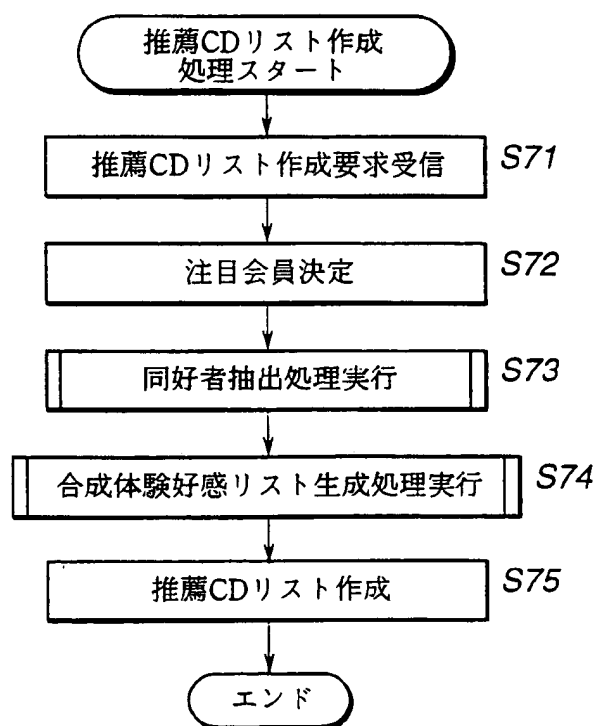 推薦CDリスト作成
処理スタート
推薦CDリスト作成要求受信
S71
注目会員決定
S72
同好者抽出処理実行
S73
合成体験好感リスト生成処理実行
S74
推薦CDリスト作成
S75
エンド